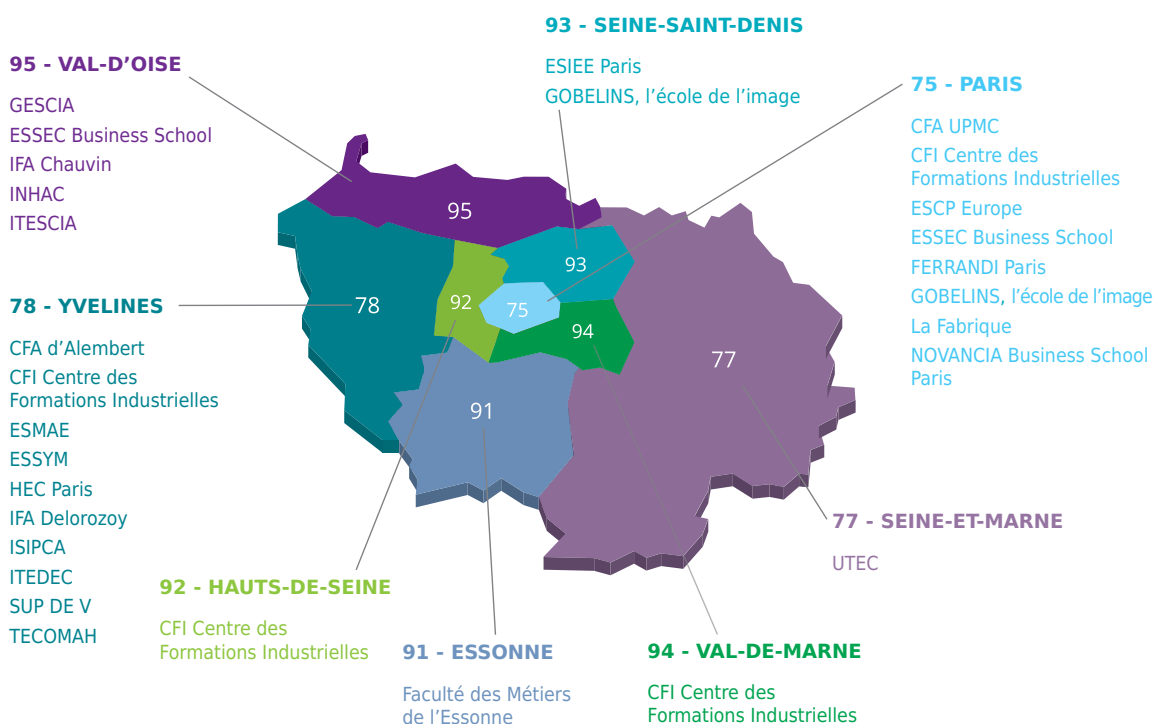 93 - SEINE-SAINT-DENIS
ESIEE Paris
GOBELINS, l’école de l’image
95 - VAL-D’OISE
GESCIA
ESSEC Business School
IFA Chauvin
INHAC
ITESCIA
75 - PARIS
CFA UPMC
CFI Centre des
Formations Industrielles
ESCP Europe
ESSEC Business School
FERRANDI Paris
GOBELINS, l’école de l’image
La Fabrique
NOVANCIA Business School
Paris
95
93
92
75
94
78
77
91
78 - YVELINES
CFA d’Alembert
CFI Centre des
Formations Industrielles
ESMAE
ESSYM
HEC Paris
IFA Delorozoy
ISIPCA
ITEDEC
SUP DE V
TECOMAH
77 - SEINE-ET-MARNE
UTEC
92 - HAUTS-DE-SEINE
CFI Centre des
Formations Industrielles
91 - ESSONNE
Faculté des Métiers
de l’Essonne
94 - VAL-DE-MARNE
CFI Centre des
Formations Industrielles